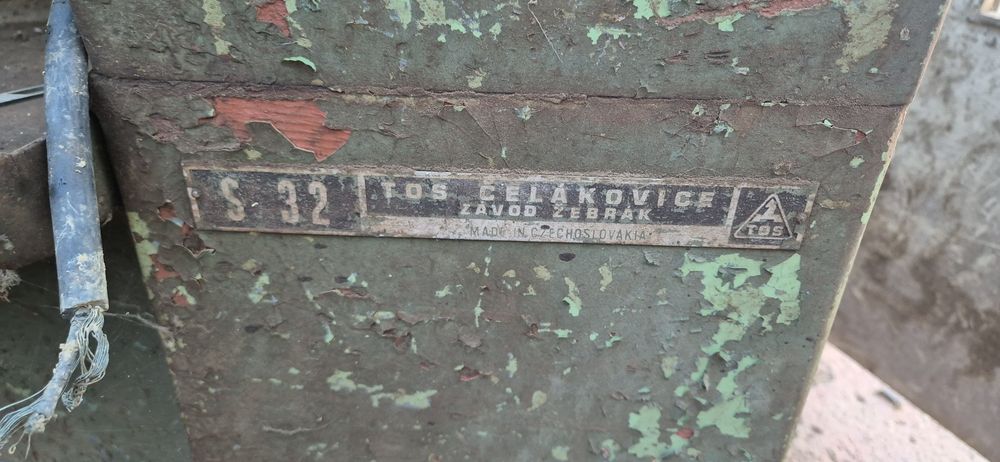 S 32
TOS ČELÁKOVICE
ZÁVOD ŽEBRÁK
MADE IN CZECHOSLOVAKIA
TOS